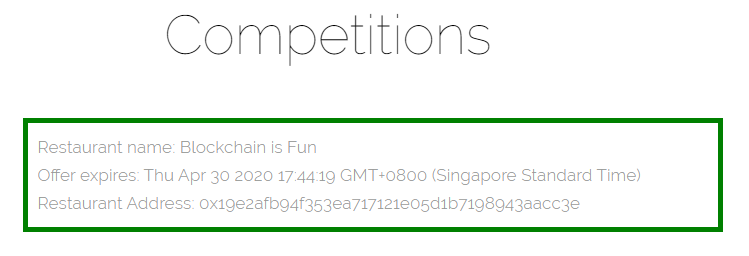 Competitions
Restaurant name: Blockchain is Fun
Offer expires: Thu Apr 30 2020 17:44:19 GMT+0800 (Singapore Standard Time)
Restaurant Address: 0x19e2afb94f353ea717121e05d1b7198943aacc3e